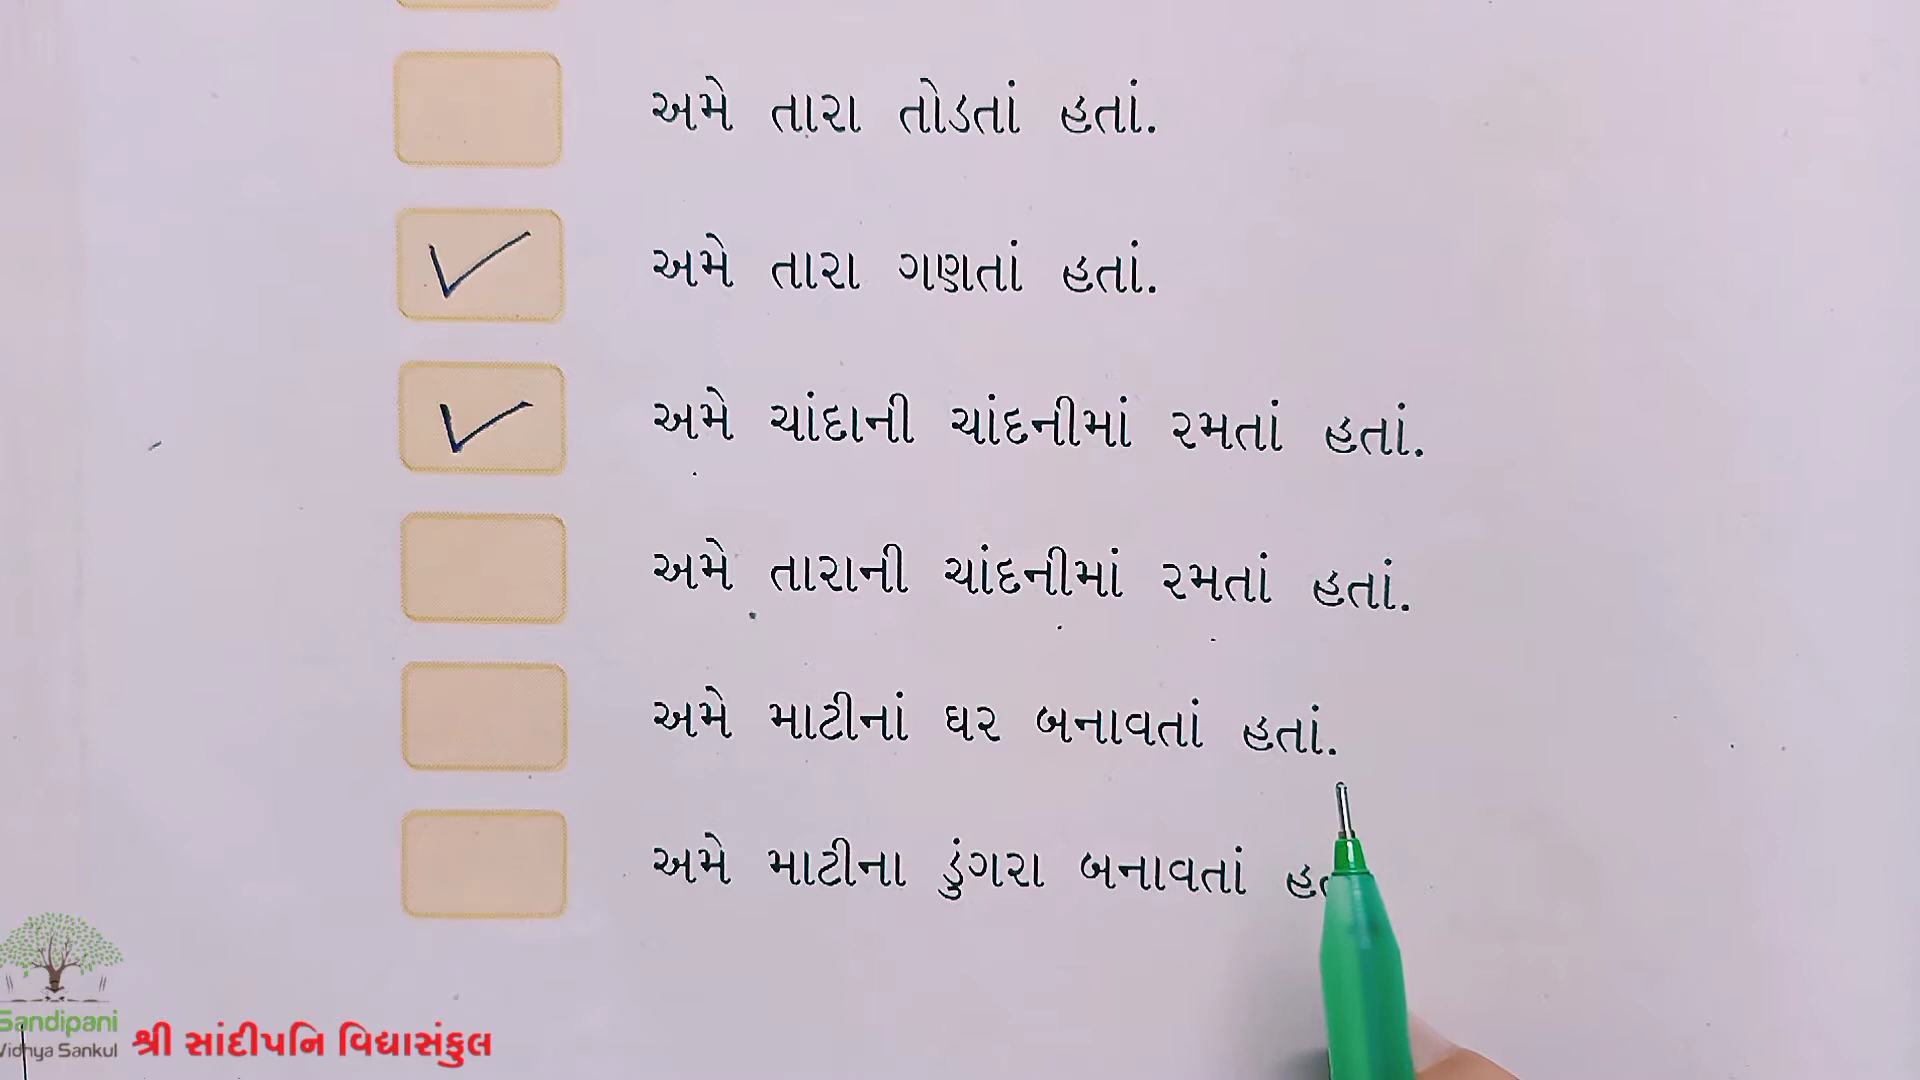 અમે તારા તોડતાં હતાં.
અમે તારા ગણતાં હતાં.
અમે ચાંદાની ચાંદનીમાં રમતાં હતાં.
અમે તારાની ચાંદનીમાં રમતાં હતાં.
અમે માટીનાં ઘર બનાવતાં હતાં.
અમે માટીના ડુંગરા બનાવતાં
Sandipani
Vidhya Sankul
શ્રી સાંદીપનિ વિદ્યાસંકુલ